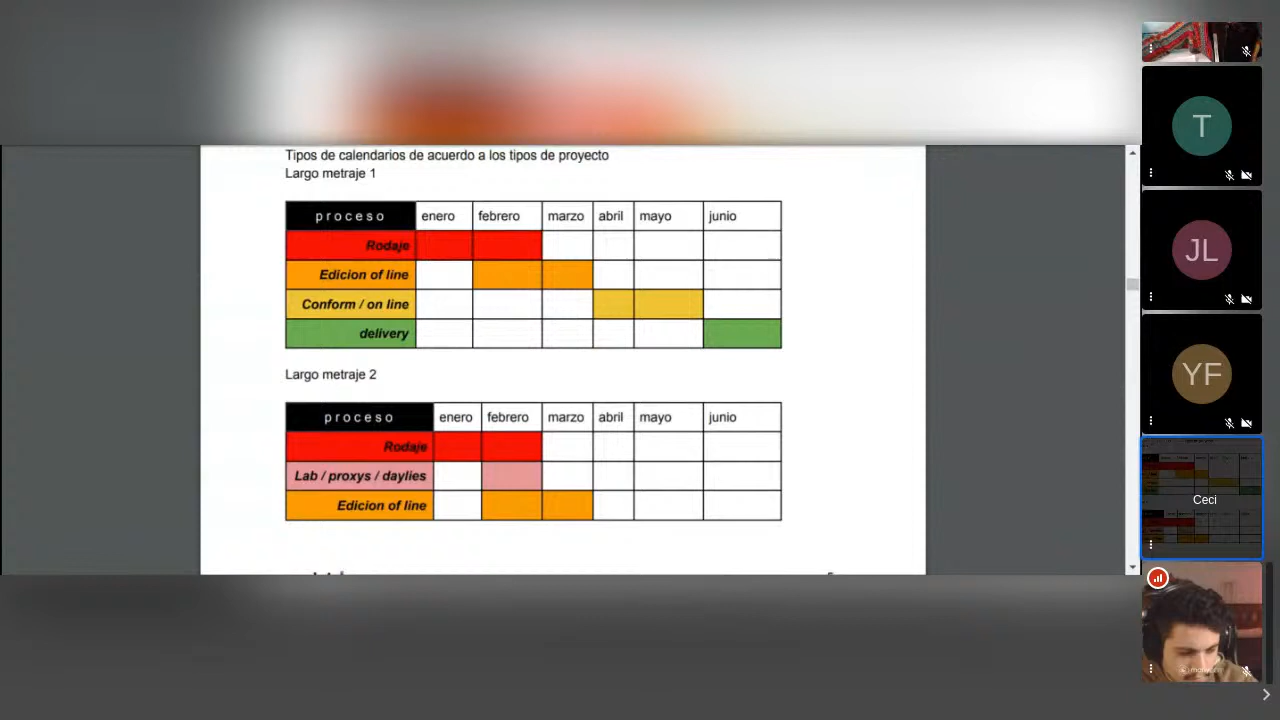 Tipos de calendarios de acuerdo a los tipos de proyecto
Largo metraje 1
proceso enero febrero marzo abril mayo junio
Rodaje
Edicion of line
Conform / on line
delivery
Largo metraje 2
proceso enero febrero marzo abril mayo junio
Rodaje
Lab / proxys / daylies
Edicion of line
T
JL
YF
Ceci